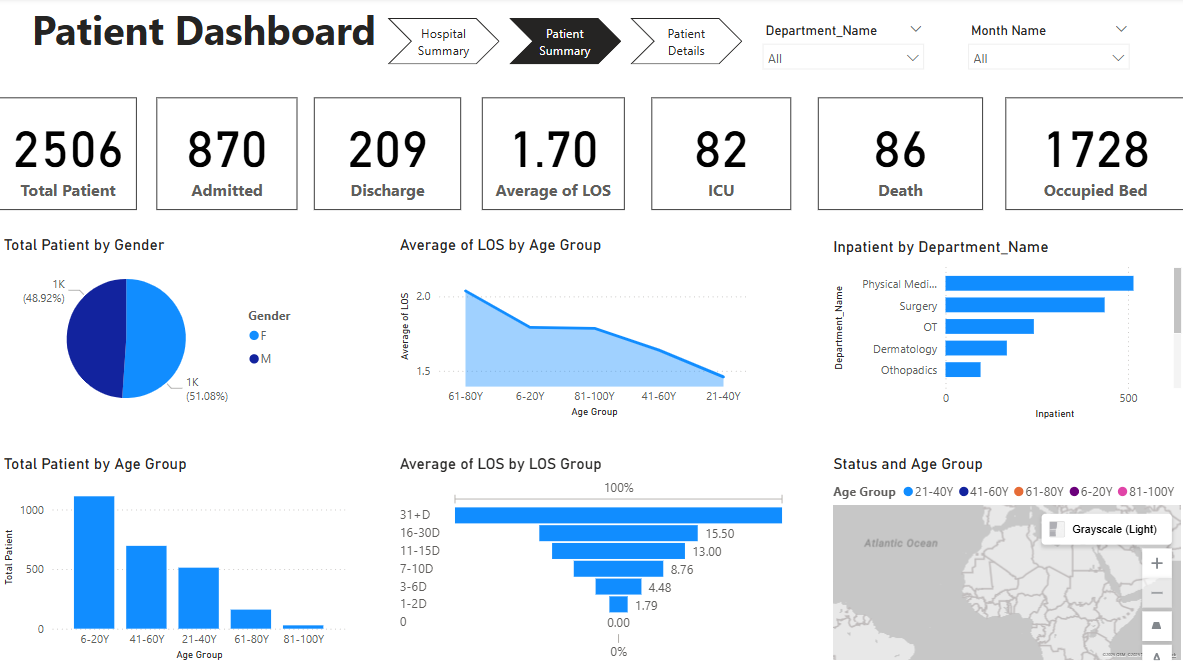 Patient Dashboard
Hospital
Summary
Patient
Summary
Patient
Details
Department_Name
All
Month Name
All
2506
Total Patient
870
Admitted
209
Discharge
1.70
Average of LOS
82
ICU
86
Death
1728
Occupied Bed
Total Patient by Gender
1K
(48.92%)
1K
(51.08%)
Gender
F
M
Average of LOS by Age Group
Average of LOS
2.0
1.5
61-80Y 6-20Y 81-100Y 41-60Y 21-40Y
Age Group
Inpatient by Department_Name
Department_Name
Physical Medi...
Surgery
OT
Dermatology
Othopadics
0 500
Inpatient
Total Patient by Age Group
Total Patient
1000
500
0
6-20Y 41-60Y 21-40Y 61-80Y 81-100Y
Age Group
Average of LOS by LOS Group
100%
31+D
16-30D 15.50
11-15D 13.00
7-10D 8.76
3-6D 4.48
1-2D 1.79
0 0.00
0%
Status and Age Group
Age Group 21-40Y 41-60Y 61-80Y 6-20Y 81-100Y
Grayscale (Light)
Atlantic Ocean